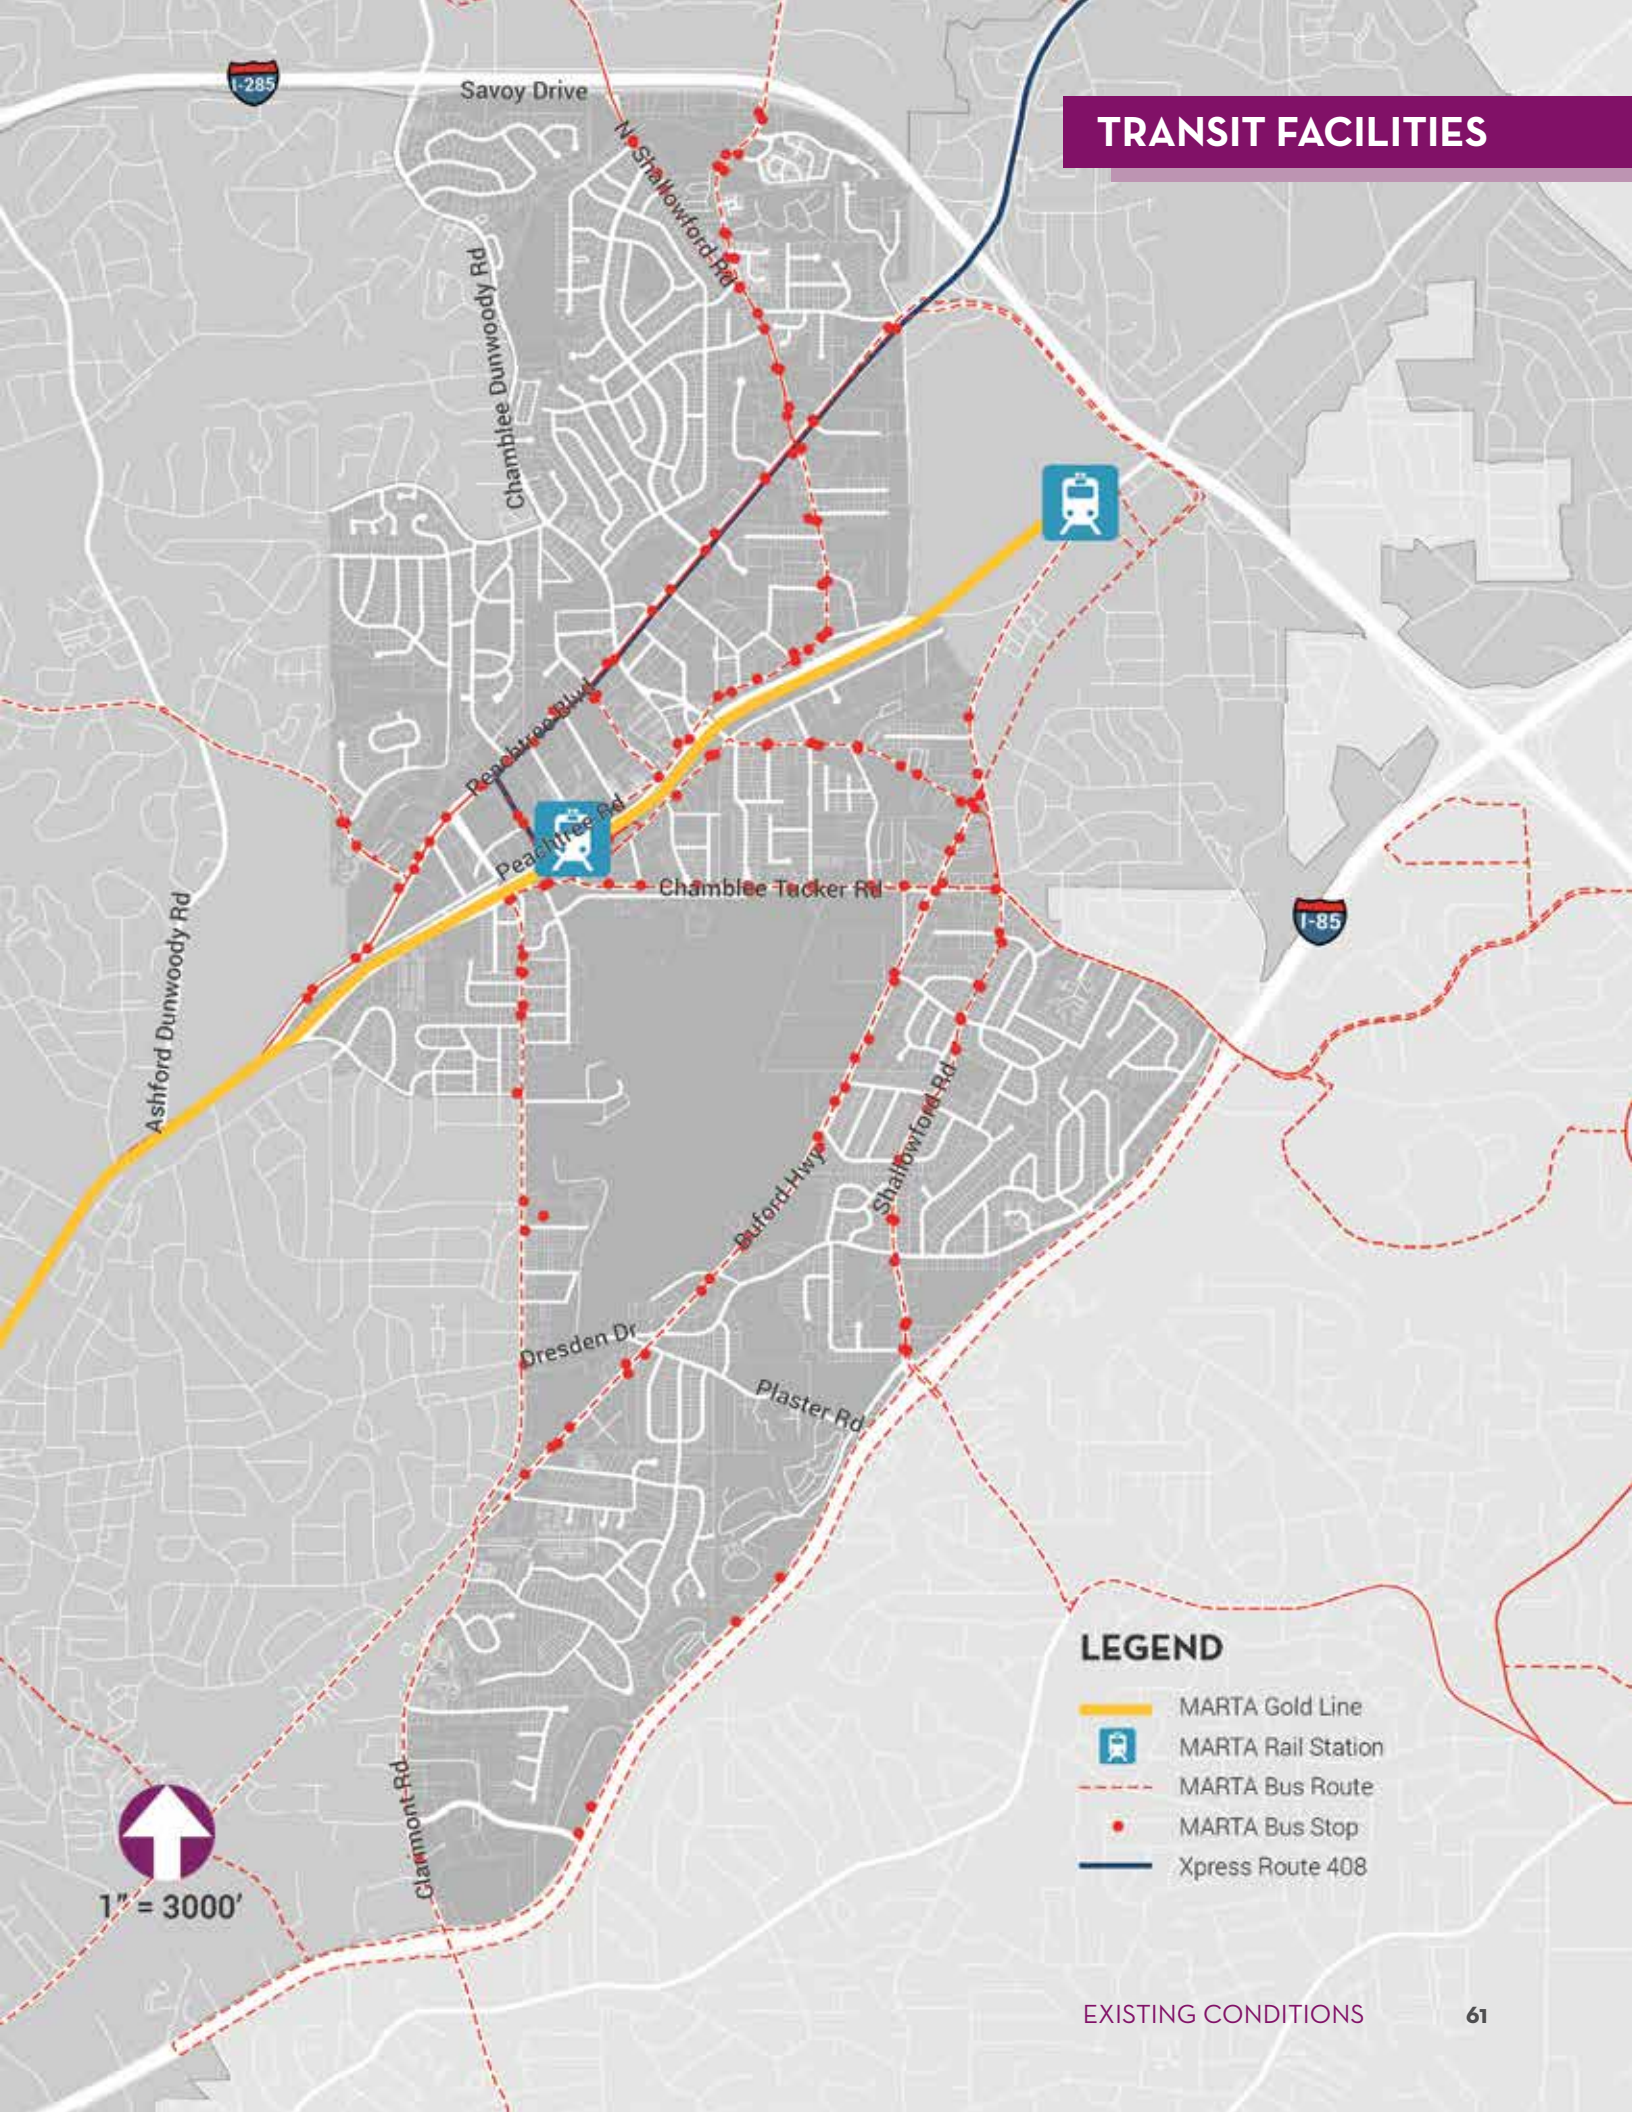 I-285
Savoy Drive
TRANSIT FACILITIES
N Shallowford Rd
Chamblee Dunwoody Rd
Peachtree Blvd
Peachtree Rd
Chamblee Tucker Rd
I-85
Ashford Dunwoody Rd
Shallowford Rd
Buford Hwy
Dresden Dr
Plaster Rd
Clairmont Rd
LEGEND
MARTA Gold Line
MARTA Rail Station
MARTA Bus Route
MARTA Bus Stop
Xpress Route 408
1" = 3000'
EXISTING CONDITIONS 61